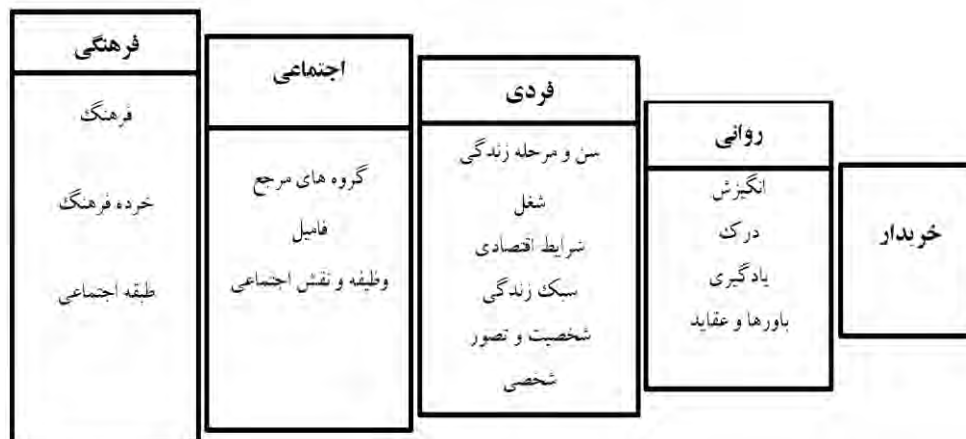 فرهنگی
فرهنگ
خرده فرهنگ
طبقه اجتماعی
اجتماعی
گروه های مرجع
فامیل
وظیفه و نقش اجتماعی
فردی
سن و مرحله زندگی
شغل
شرایط اقتصادی
سبک زندگی
شخصیت و تصور
شخصی
روانی
انگیزش
درک
یادگیری
باورها و عقاید
خریدار